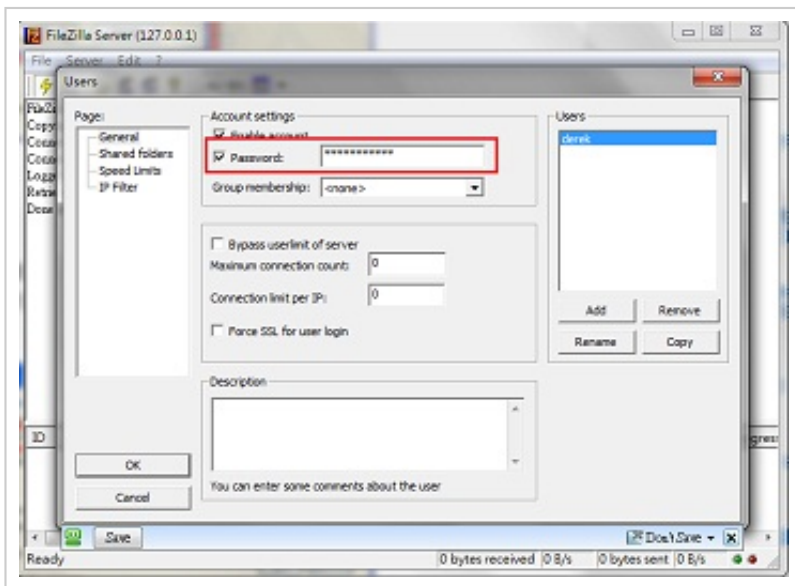 FileZilla Server (127.0.0.1)
File Server Edit ?
Users
Page:
General
Shared folders
Speed Limits
IP Filter
Account settings
Enable account
Password: ***********
Group membership: <none>
Bypass userlimit of server
Maximum connection count: 0
Connection limit per IP: 0
Force SSL for user login
Description
You can enter some comments about the user
Users
derek
Add Remove
Rename Copy
OK
Cancel
ID
Save
Don't Save
Ready
0 bytes received 0 B/s 0 bytes sent 0 B/s